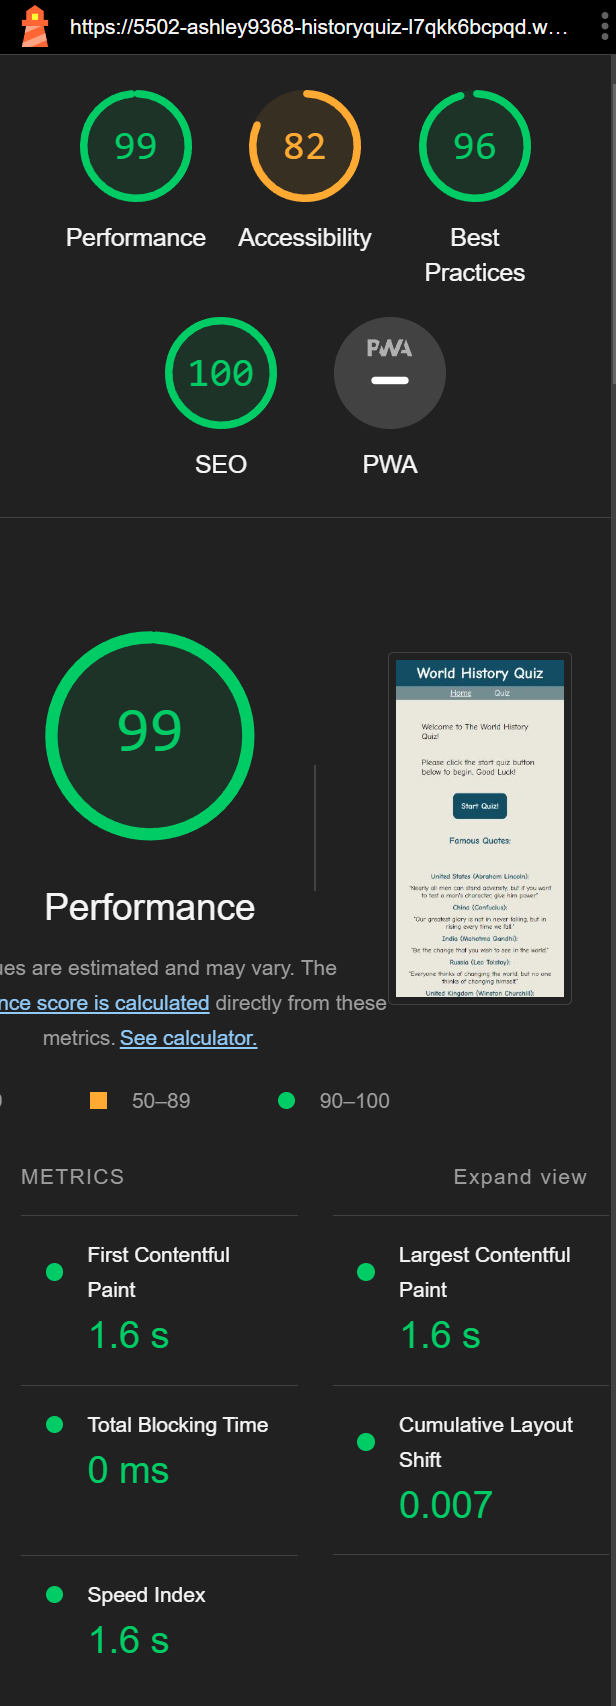 https://5502-ashley9368-historyquiz-l7qkk6bcpqd.w…
99
82
96
Performance
Accessibility
Best
Practices
100
PWA
SEO
PWA
99
Performance
ues are estimated and may vary. The
nce score is calculated directly from these
metrics. See calculator.
World History Quiz
Home Quiz
Welcome to The World History
Quiz!
Please click the start quiz button
below to begin. Good Luck!
Start Quiz!
Famous Quotes:
United States (Abraham Lincoln):
"Nearly all men can stand adversity, but if you want
to test a man's character, give him power."
China (Confucius):
"Our greatest glory is not in never falling, but in
rising every time we fall."
India (Mahatma Gandhi):
"Be the change that you wish to see in the world."
Russia (Leo Tolstoy):
"Everyone thinks of changing the world, but no one
thinks of changing himself."
United Kingdom (Winston Churchill):
50–89
90–100
METRICS
Expand view
First Contentful
Paint
1.6 s
Largest Contentful
Paint
1.6 s
Total Blocking Time
0 ms
Cumulative Layout
Shift
0.007
Speed Index
1.6 s